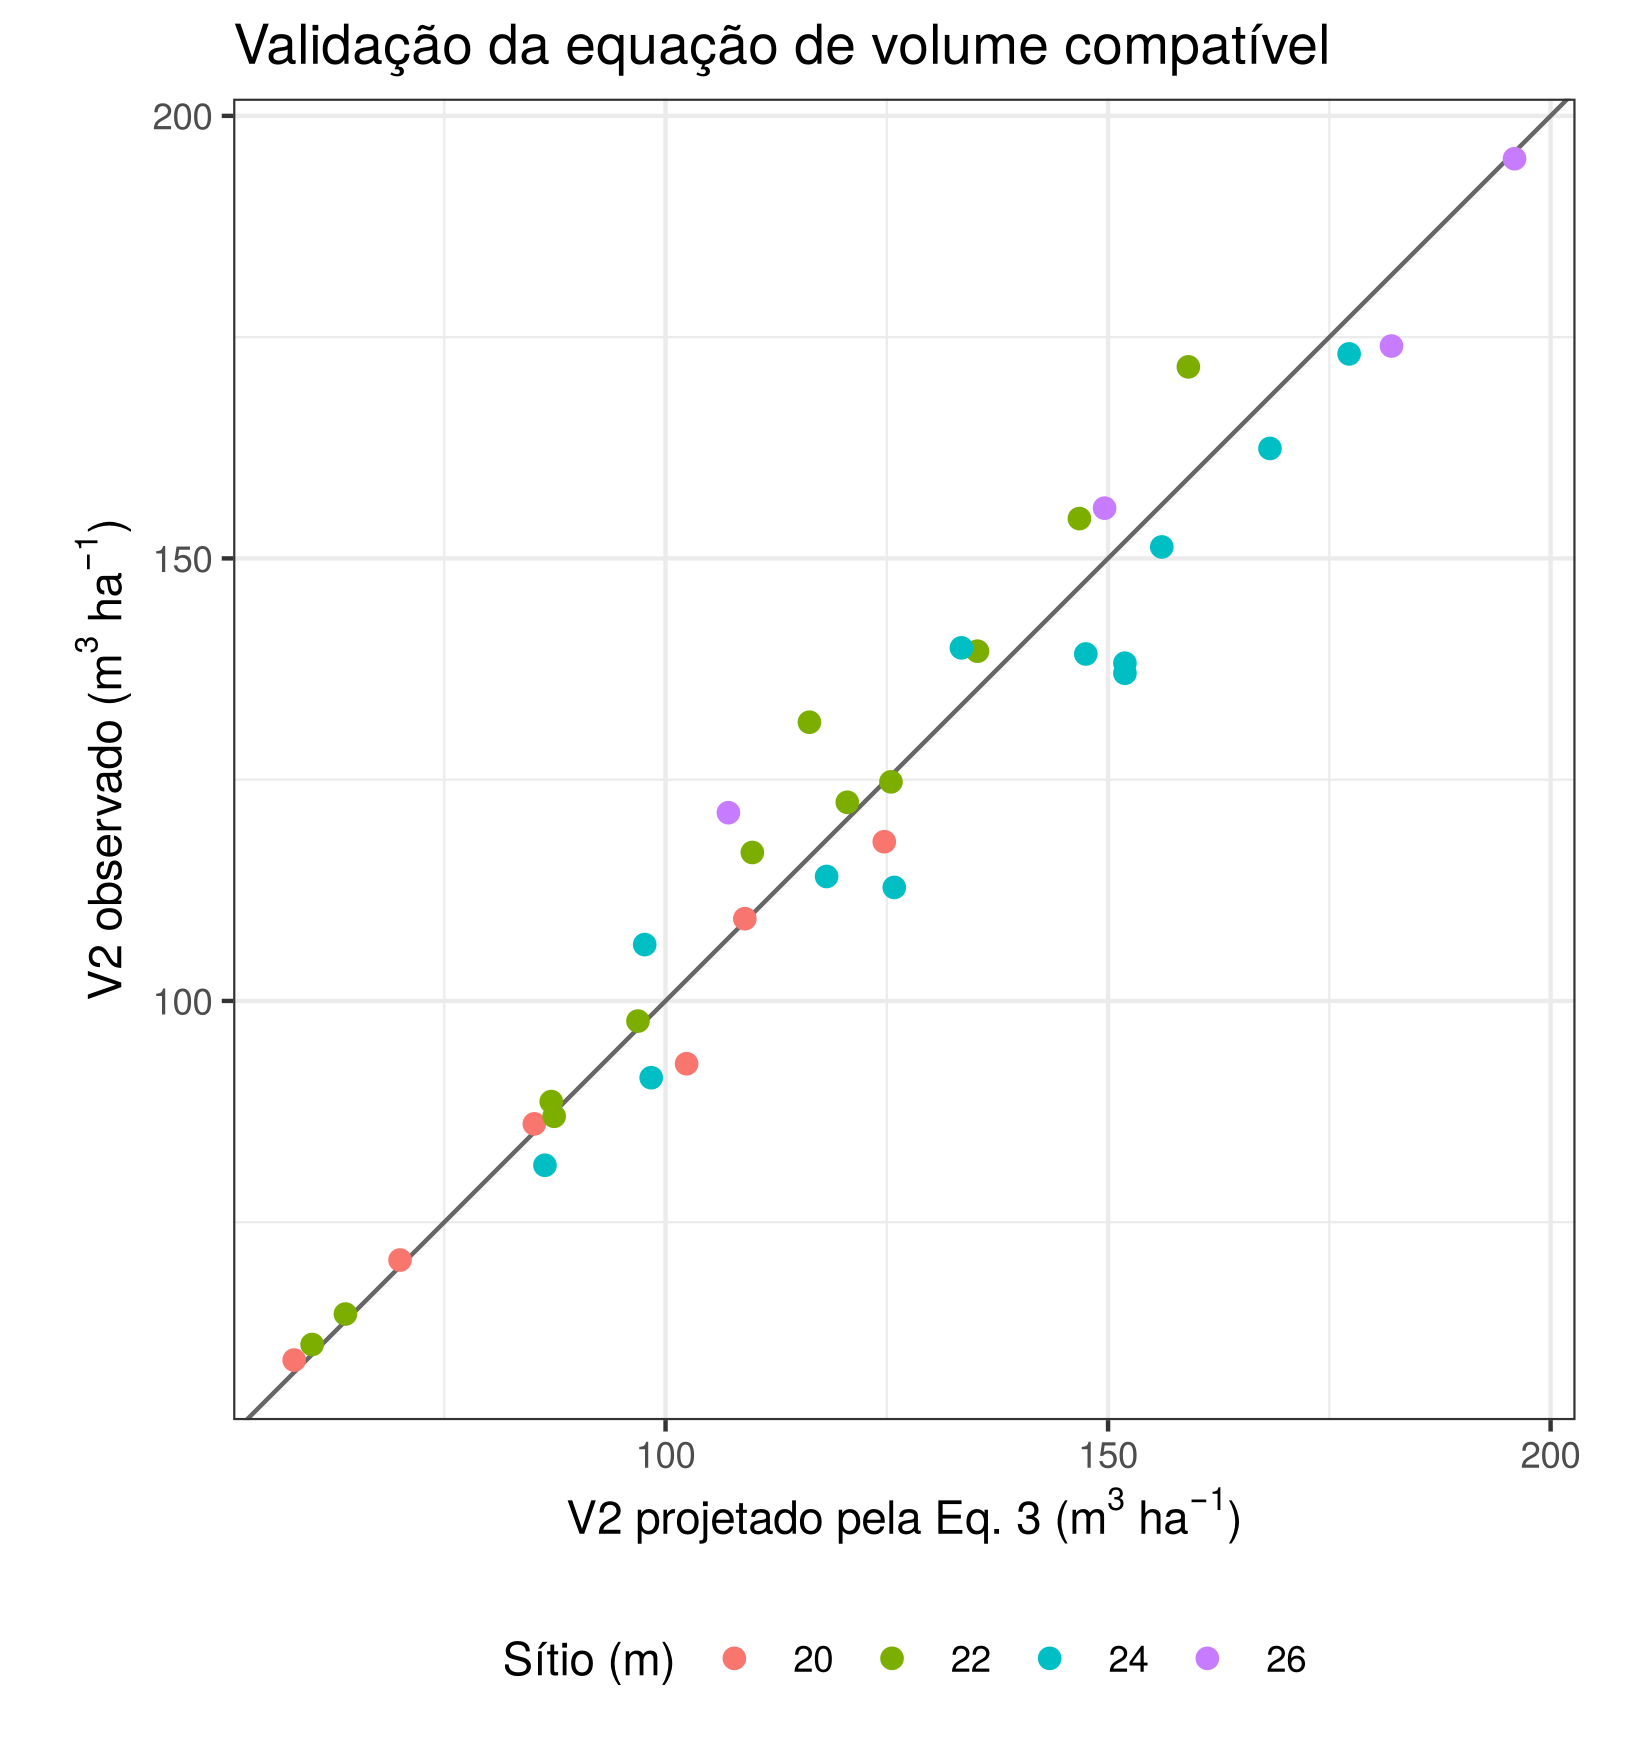 Validação da equação de volume compatível
200
150
100
V2 observado (m³ ha⁻¹)
100 150 200
V2 projetado pela Eq. 3 (m³ ha⁻¹)
Sítio (m) 20 22 24 26